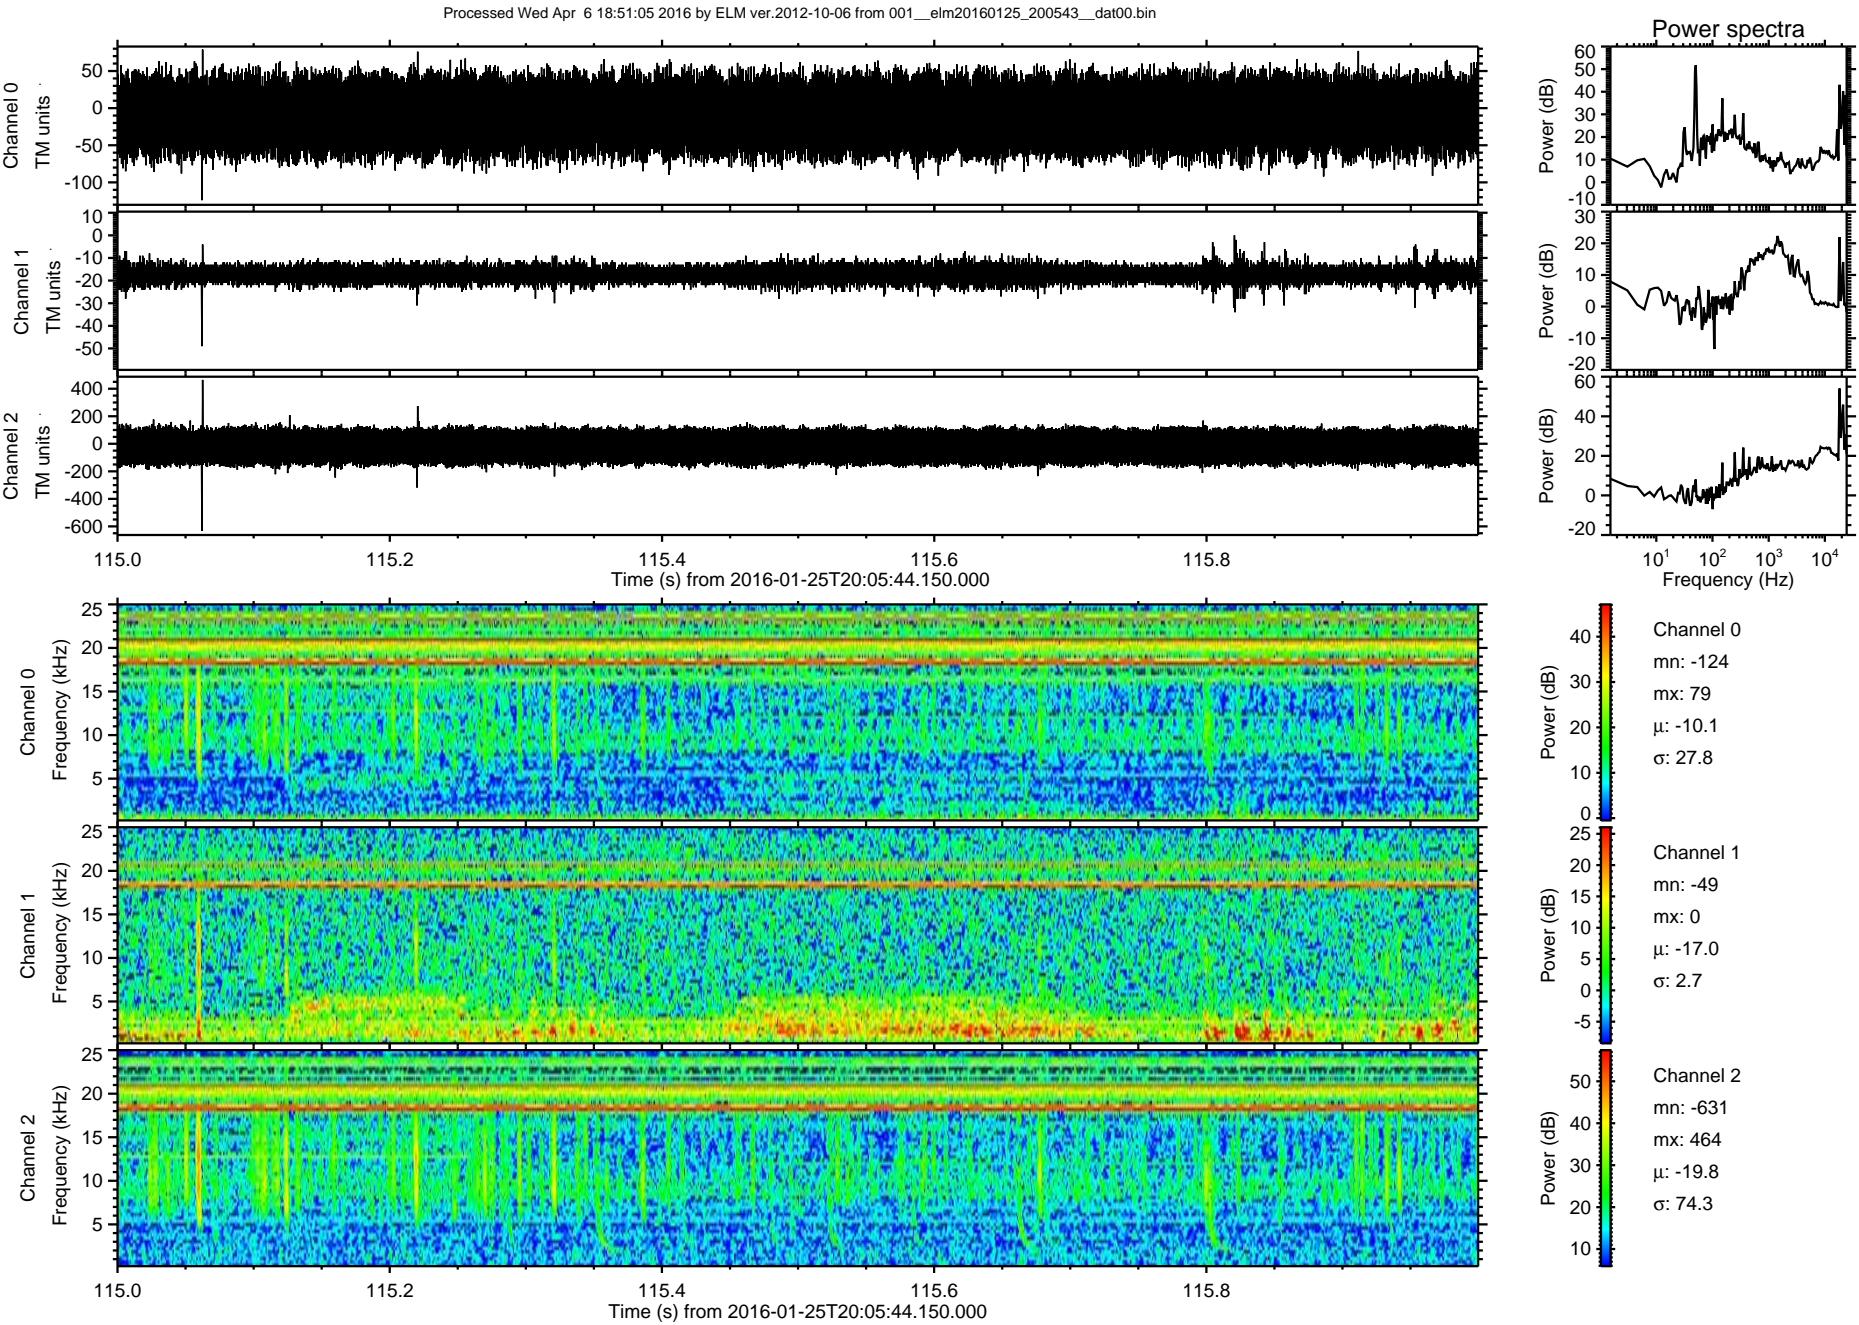 Processed Wed Apr  6 18:51:05 2016 by ELM ver.2012-10-06 from 001__elm20160125_200543__dat00.bin
Power spectra
Channel 0
TM units
50
0
-50
-100
Power (dB)
60
50
40
30
20
10
0
-10
Channel 1
TM units
10
0
-10
-20
-30
-40
-50
Power (dB)
30
20
10
0
-10
-20
Channel 2
TM units
400
200
0
-200
-400
-600
Power (dB)
60
40
20
0
-20
115.0 115.2 115.4 115.6 115.8
Time (s) from 2016-01-25T20:05:44.150.000
10¹ 10² 10³ 10⁴
Frequency (Hz)
Channel 0
Frequency (kHz)
25
20
15
10
5
Power (dB)
40
30
20
10
0
Channel 0
mn: -124
mx: 79
μ: -10.1
σ: 27.8
Channel 1
Frequency (kHz)
25
20
15
10
5
Power (dB)
25
20
15
10
5
0
-5
Channel 1
mn: -49
mx: 0
μ: -17.0
σ: 2.7
Channel 2
Frequency (kHz)
25
20
15
10
5
Power (dB)
50
40
30
20
10
Channel 2
mn: -631
mx: 464
μ: -19.8
σ: 74.3
115.0 115.2 115.4 115.6 115.8
Time (s) from 2016-01-25T20:05:44.150.000